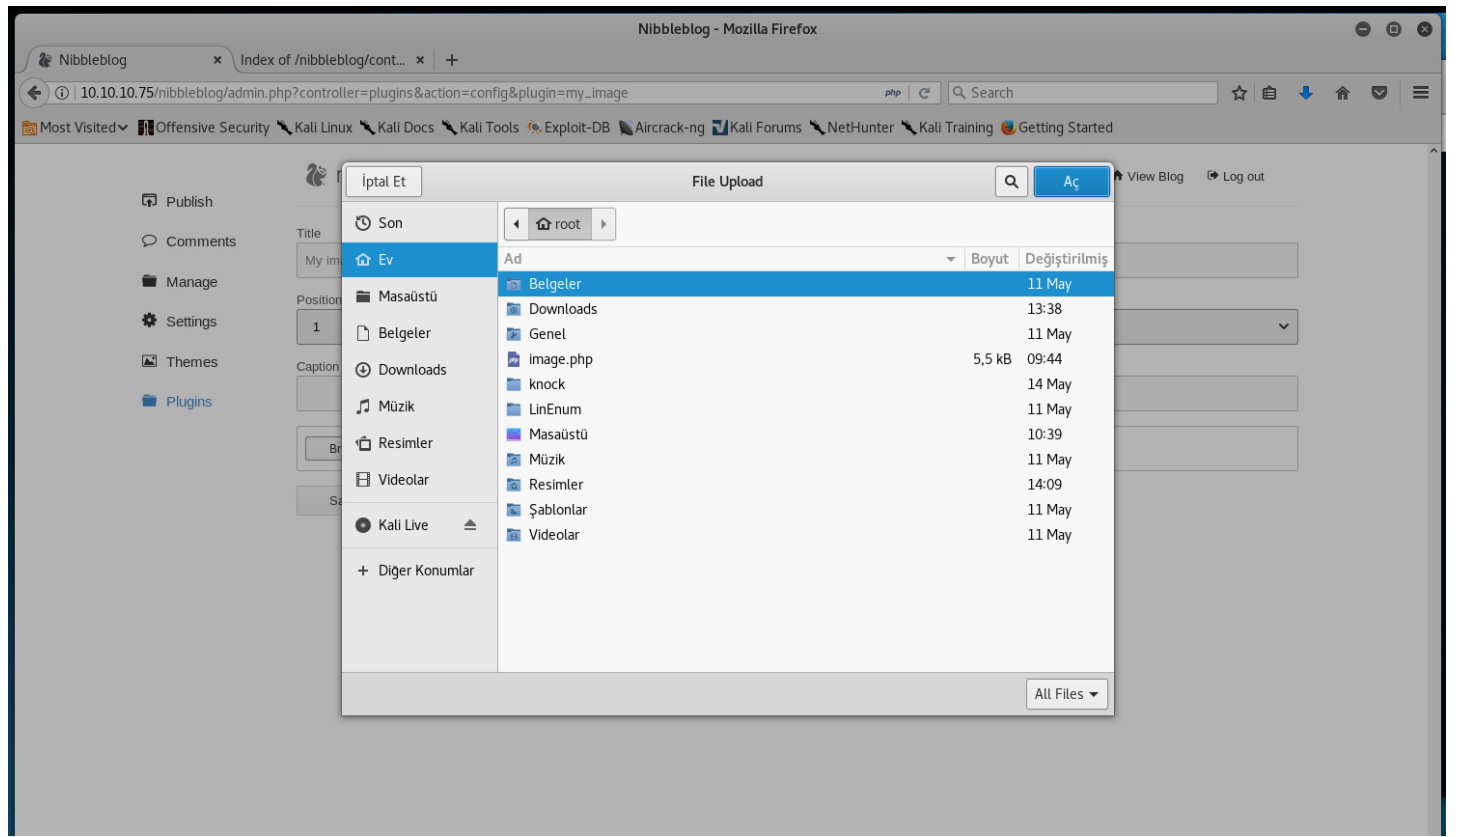 Nibbleblog - Mozilla Firefox
Nibbleblog × Index of /nibbleblog/cont... × +
10.10.10.75/nibbleblog/admin.php?controller=plugins&action=config&plugin=my_image php Search
Most Visited Offensive Security Kali Linux Kali Docs Kali Tools Exploit-DB Aircrack-ng Kali Forums NetHunter Kali Training Getting Started
View Blog Log out
Publish
Comments
Manage
Settings
Themes
Plugins
Title
My im
Position
1
Caption
Br
Sa
İptal Et File Upload Aç
Son
Ev
Masaüstü
Belgeler
Downloads
Müzik
Resimler
Videolar
Kali Live
+ Diğer Konumlar
root
Ad Boyut Değiştirilmiş
Belgeler 11 May
Downloads 13:38
Genel 11 May
image.php 5,5 kB 09:44
knock 14 May
LinEnum 11 May
Masaüstü 10:39
Müzik 11 May
Resimler 14:09
Şablonlar 11 May
Videolar 11 May
All Files